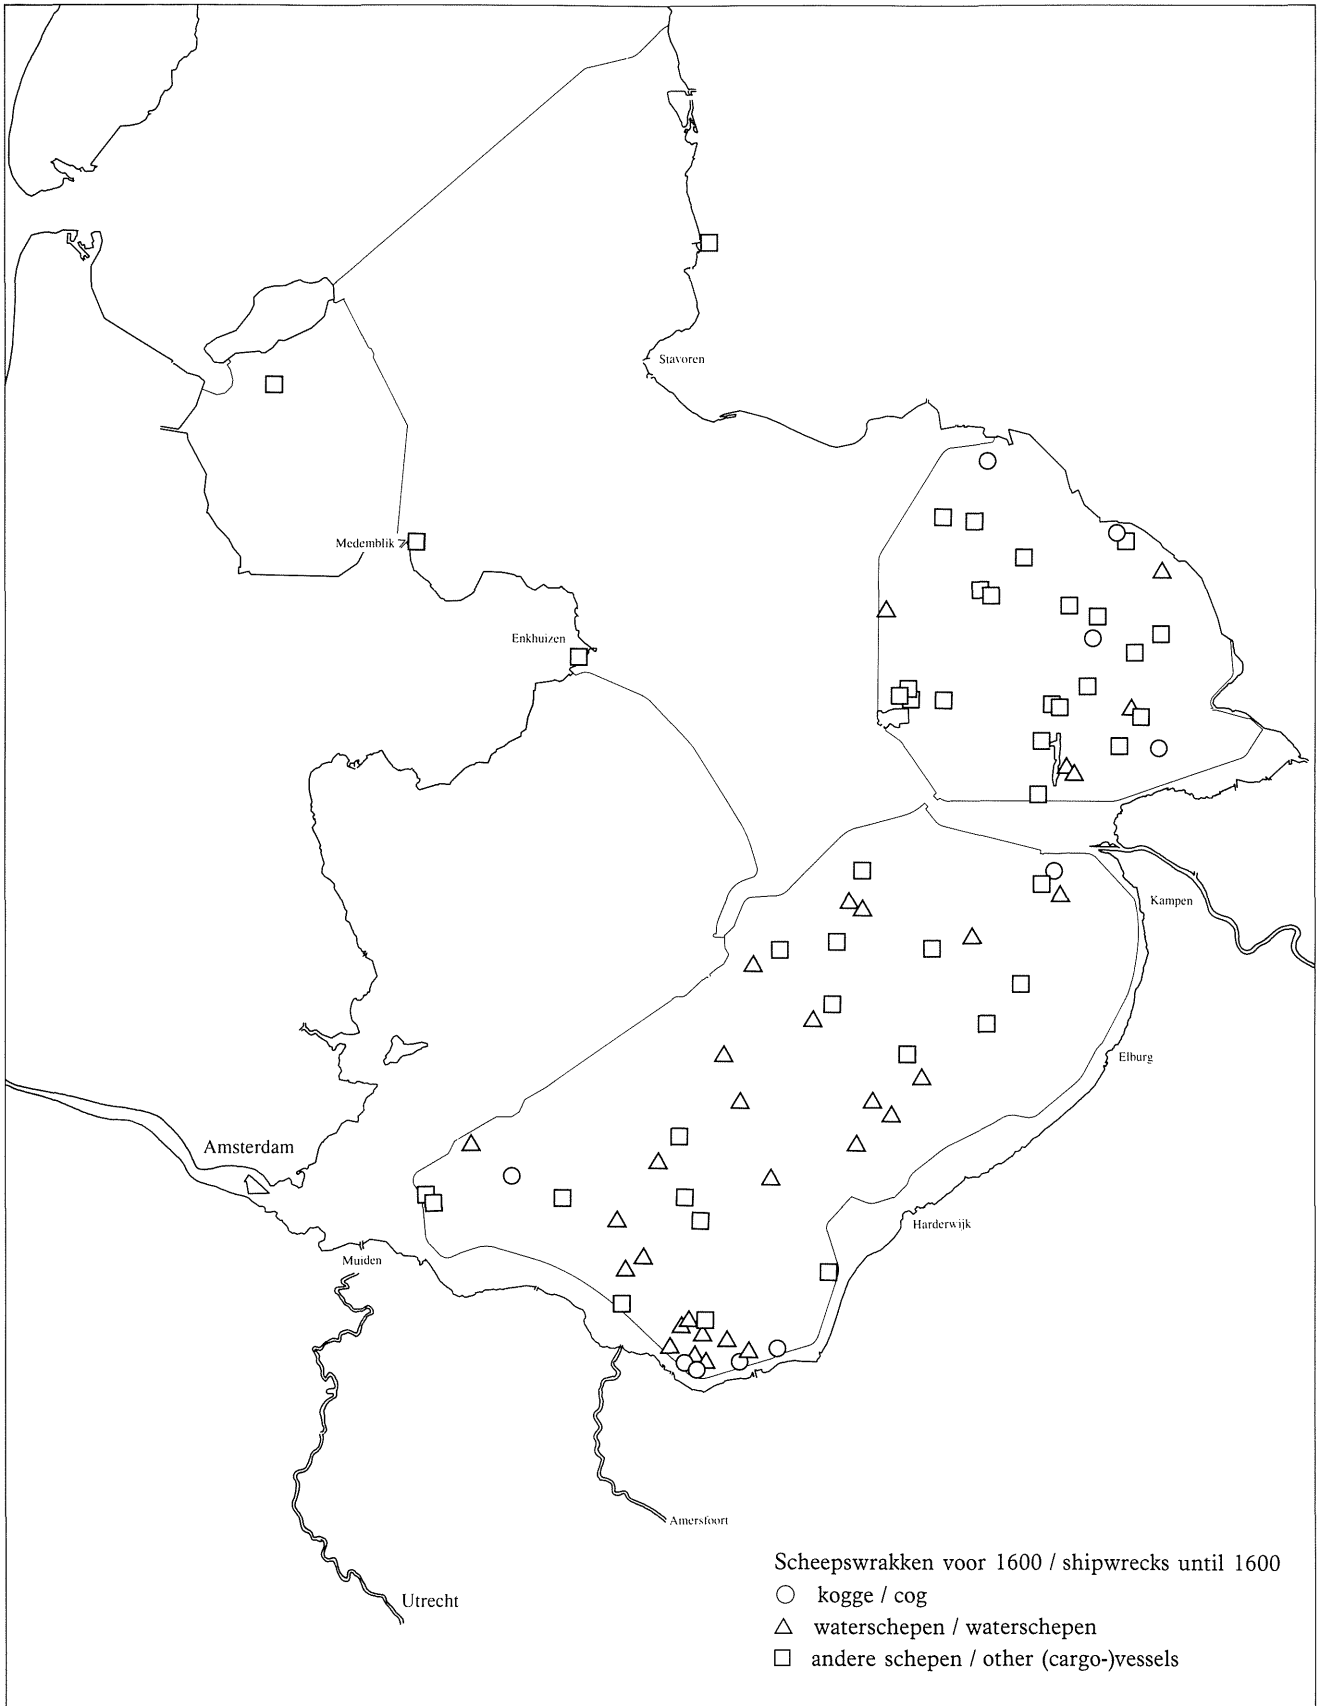 Stavoren
Medemblik
Enkhuizen
Kampen
Elburg
Amsterdam
Harderwijk
Muiden
Amersfoort
Utrecht
Scheepswrakken voor 1600 / shipwrecks until 1600
kogge / cog
waterschepen / waterschepen
andere schepen / other (cargo-)vessels